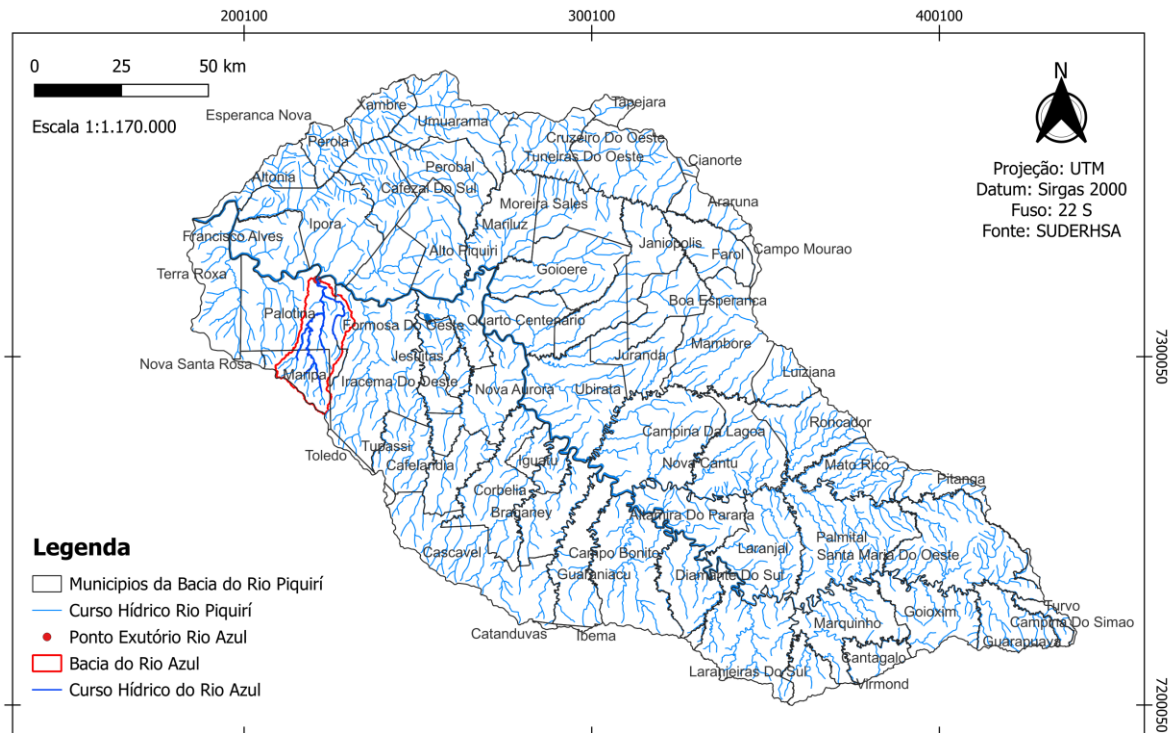 200100
300100
400100
0 25 50 km
Escala 1:1.170.000
N
Projeção: UTM
Datum: Sirgas 2000
Fuso: 22 S
Fonte: SUDERHSA
7300050
7200050
Esperanca Nova
Xambre
Tapejara
Umuarama
Perola
Cruzeiro Do Oeste
Tuneiras Do Oeste
Cianorte
Perobal
Altonia
Cafezal Do Sul
Moreira Sales
Araruna
Ipora
Mariluz
Francisco Alves
Janiopolis
Campo Mourao
Alto Piquiri
Farol
Terra Roxa
Goioere
Boa Esperanca
Palotina
Formosa Do Oeste
Quarto Centenario
Mambore
Nova Santa Rosa
Jesuitas
Juranda
Luiziana
Maripa
Iracema Do Oeste
Nova Aurora
Ubirata
Roncador
Campina Da Lagoa
Toledo
Tupassi
Cafelandia
Iguatu
Nova Cantu
Mato Rico
Pitanga
Corbelia
Braganey
Altamira Do Parana
Palmital
Cascavel
Campo Bonite
Laranjal
Santa Maria Do Oeste
Guaraniacu
Diamante Do Sul
Turvo
Goioxim
Marquinho
Campina Do Simao
Catanduvas
Ibema
Guarapuava
Cantagalo
Laranjeiras Do Sul
Virmond
Legenda
Municipios da Bacia do Rio Piquirí
Curso Hídrico Rio Piquirí
Ponto Exutório Rio Azul
Bacia do Rio Azul
Curso Hídrico do Rio Azul